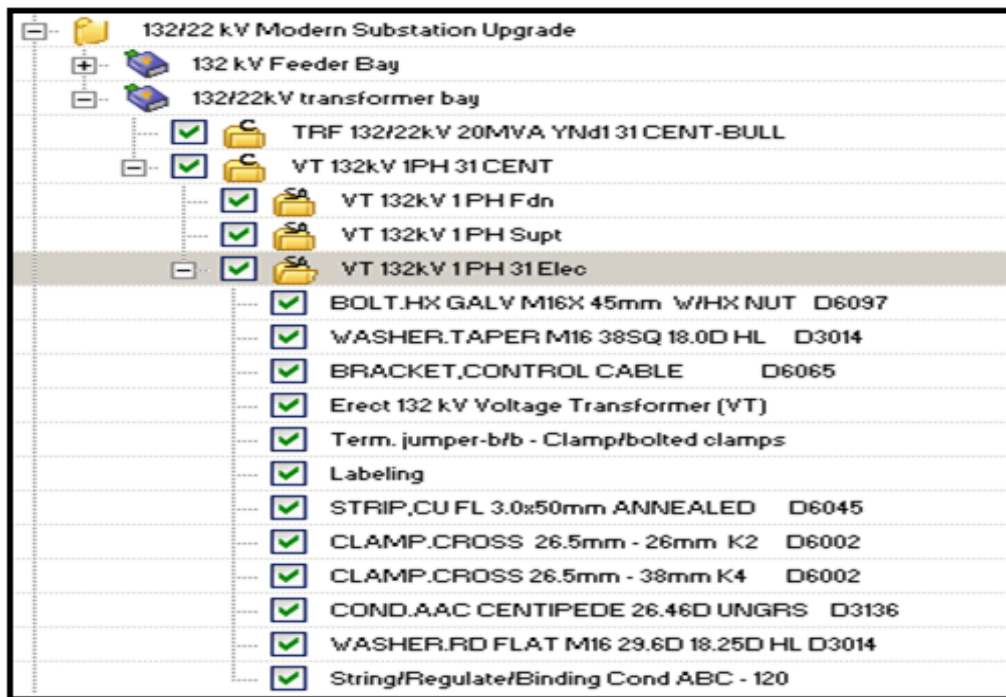 132/22 kV Modern Substation Upgrade
132 kV Feeder Bay
132/22kV transformer bay
C TRF 132/22kV 20MVA YNd1 31 CENT-BULL
C VT 132kV 1PH 31 CENT
SA VT 132kV 1 PH Fdn
SA VT 132kV 1 PH Supt
SA VT 132kV 1 PH 31 Elec
BOLT.HX GALV M16X 45mm W/HX NUT D6097
WASHER.TAPER M16 38SQ 18.0D HL D3014
BRACKET,CONTROL CABLE D6065
Erect 132 kV Voltage Transformer (VT)
Term. jumper-b/b - Clamp/bolted clamps
Labeling
STRIP,CU FL 3.0x50mm ANNEALED D6045
CLAMP.CROSS 26.5mm - 26mm K2 D6002
CLAMP.CROSS 26.5mm - 38mm K4 D6002
COND.AAC CENTIPEDE 26.46D UNGRS D3136
WASHER.RD FLAT M16 29.6D 18.25D HL D3014
String/Regulate/Binding Cond ABC - 120